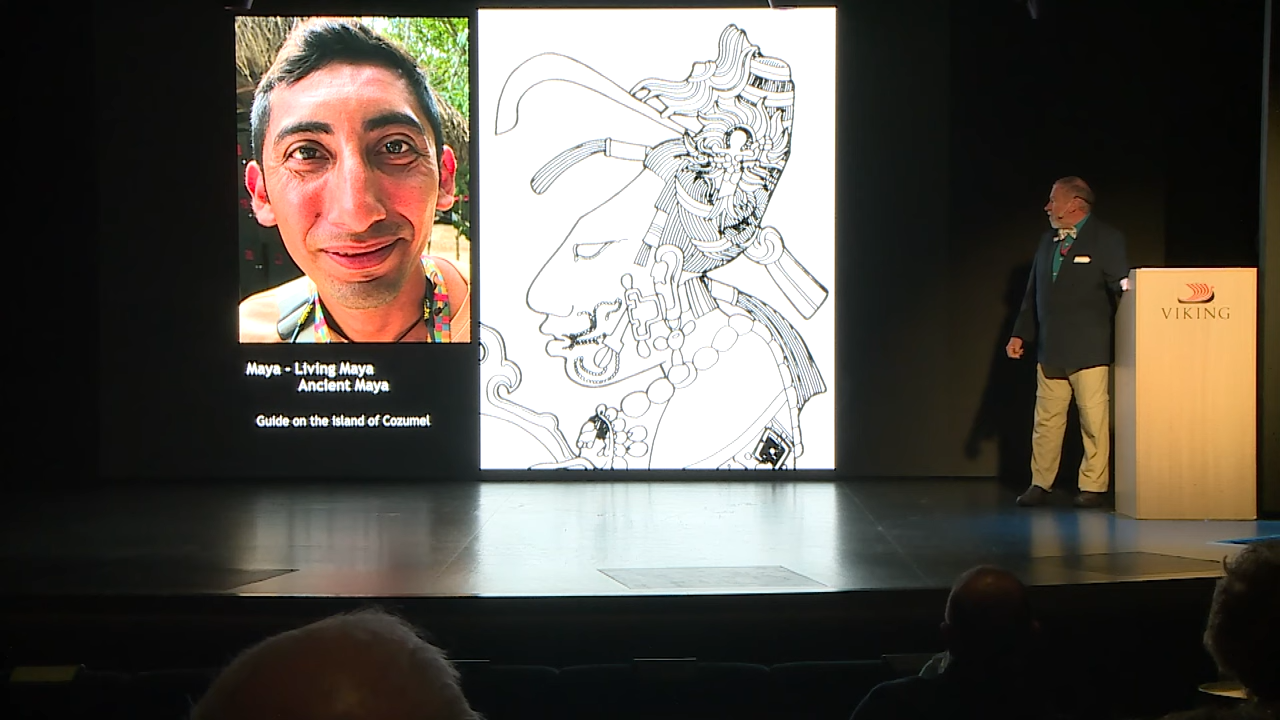 Maya - Living Maya
Ancient Maya
Guide on the island of Cozumel
VIKING